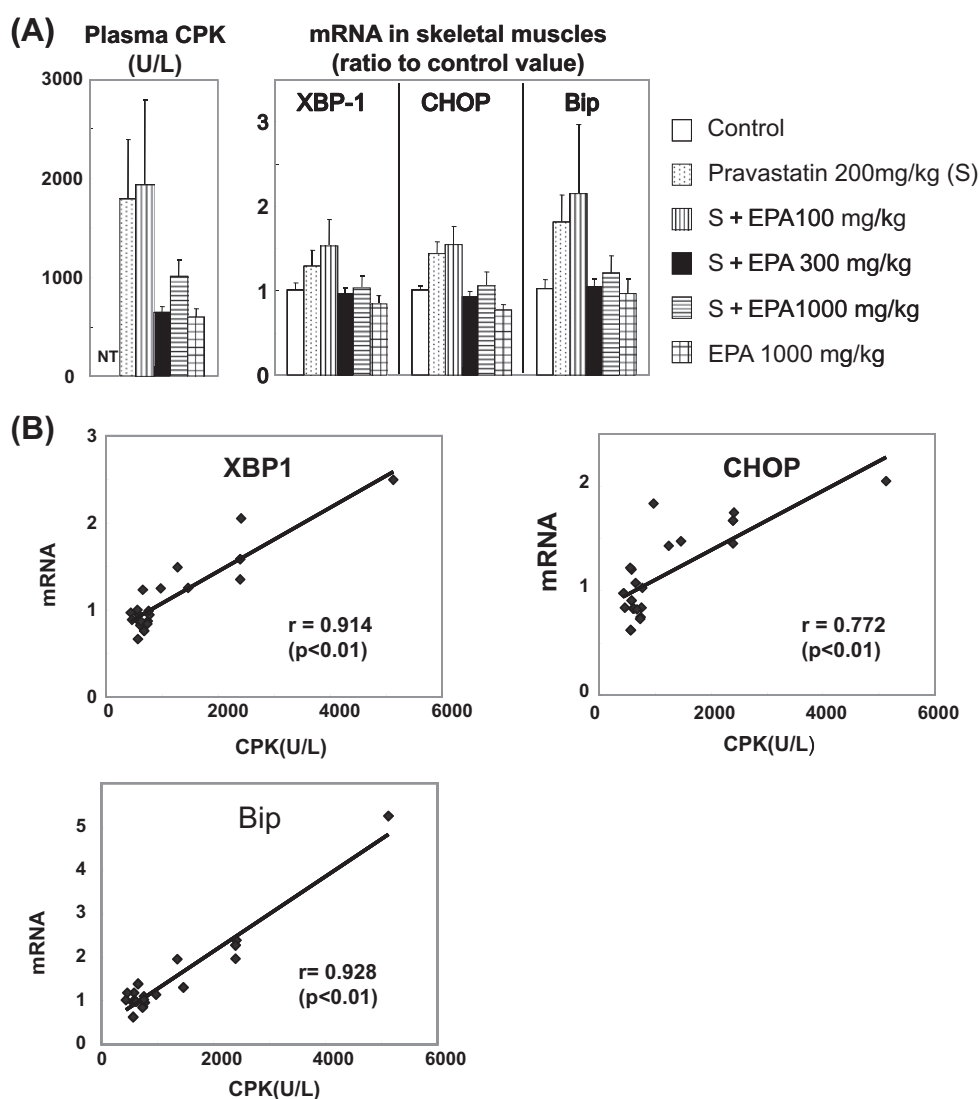 (A)
Plasma CPK
(U/L)
3000
2000
1000
0
NT
mRNA in skeletal muscles
(ratio to control value)
XBP-1 CHOP Bip
3
2
1
0
Control
Pravastatin 200mg/kg (S)
S + EPA100 mg/kg
S + EPA 300 mg/kg
S + EPA1000 mg/kg
EPA 1000 mg/kg
(B)
XBP1
mRNA
3
2
1
0
r = 0.914
(p<0.01)
0 2000 4000 6000
CPK(U/L)
CHOP
mRNA
2
1
0
r = 0.772
(p<0.01)
0 2000 4000 6000
CPK(U/L)
Bip
mRNA
5
4
3
2
1
0
r= 0.928
(p<0.01)
0 2000 4000 6000
CPK(U/L)